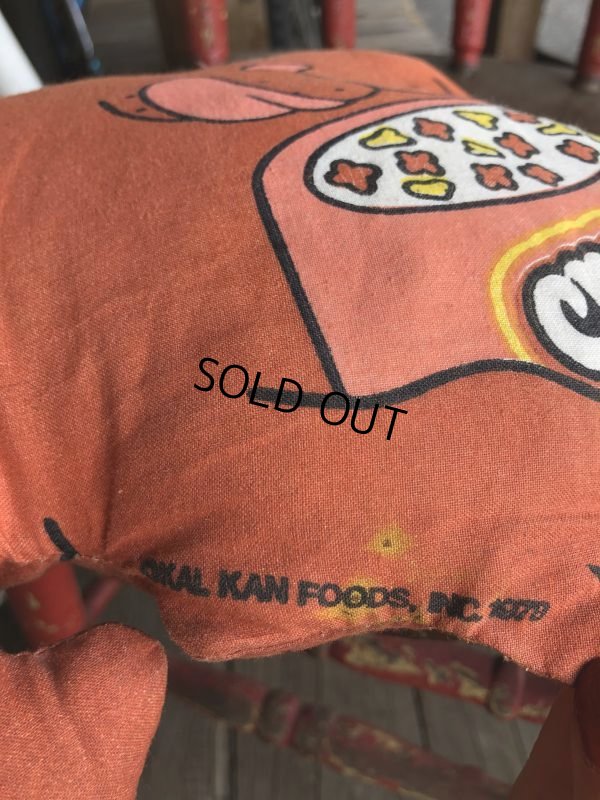 SOLD OUT
©KAL KAN FOODS, INC. 1979